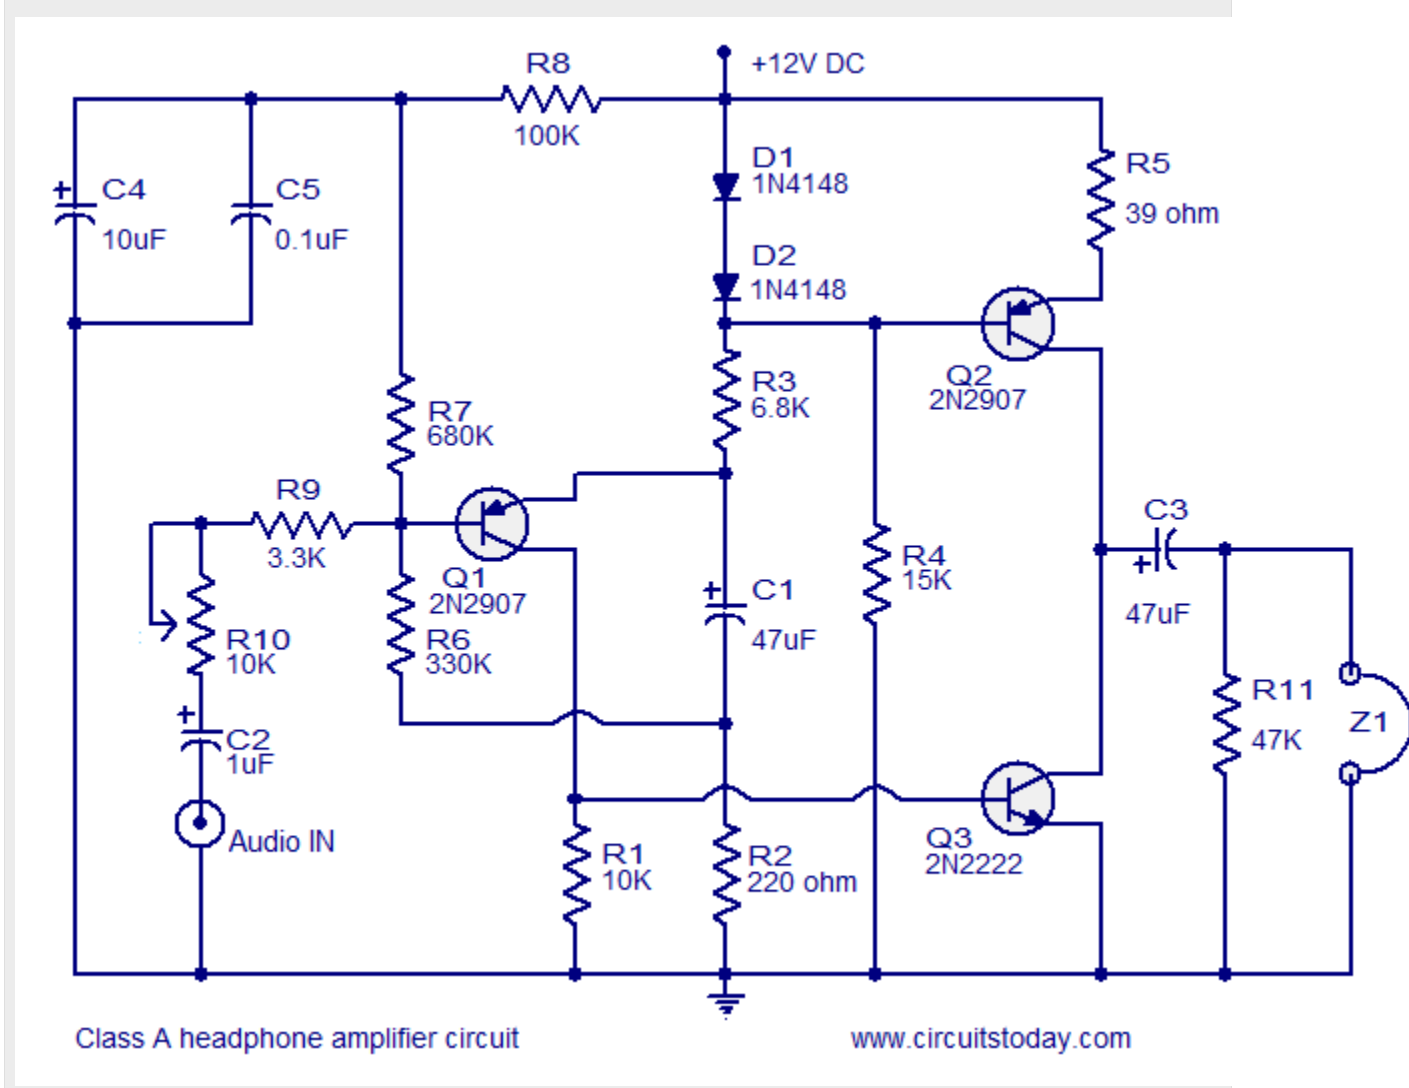 R8
100K
+12V DC
C4
10uF
C5
0.1uF
D1
1N4148
D2
1N4148
R5
39 ohm
R7
680K
R3
6.8K
Q2
2N2907
R9
3.3K
Q1
2N2907
C1
47uF
R4
15K
C3
47uF
R10
10K
R6
330K
C2
1uF
R11
47K
Z1
Audio IN
R1
10K
R2
220 ohm
Q3
2N2222
Class A headphone amplifier circuit
www.circuitstoday.com